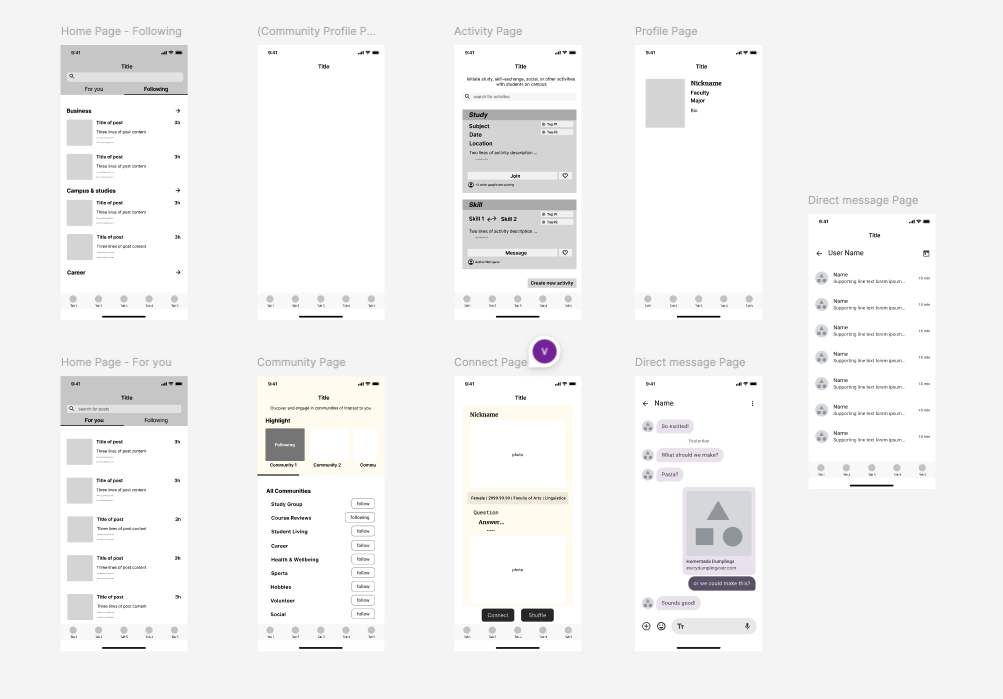 Home Page - Following
9:41
Title
For you
Following
Business
Title of post
3h
Three lines of post content
Title of post
3h
Three lines of post content
Campus & studies
Title of post
3h
Three lines of post content
Title of post
3h
Three lines of post content
Career
Tab 1
Tab 2
Tab 3
Tab 4
Tab 5
(Community Profile P...
9:41
Title
Tab 1
Tab 2
Tab 3
Tab 4
Tab 5
Activity Page
9:41
Title
Initiate study, skill-exchange, social, or other activities
with students on campus
search for activities
Study
Subject
Tag #1
Date
Tag #2
Location
Two lines of activity description ...
Join
+3 other people are coming
Skill
Tag #1
Skill 1
Skill 2
Tag #2
Two lines of activity description ...
Message
Create new activity
Tab 1
Tab 2
Tab 3
Tab 4
Tab 5
Profile Page
9:41
Title
Nickname
Faculty
Major
Bio
Tab 1
Tab 2
Tab 3
Tab 4
Tab 5
Direct message Page
9:41
Title
User Name
Name
Supporting line text lorem ipsum...
10 min
Name
Supporting line text lorem ipsum...
10 min
Name
Supporting line text lorem ipsum...
10 min
Name
Supporting line text lorem ipsum...
10 min
Name
Supporting line text lorem ipsum...
10 min
Name
Supporting line text lorem ipsum...
10 min
Name
Supporting line text lorem ipsum...
10 min
Tab 1
Tab 2
Tab 3
Tab 4
Tab 5
Home Page - For you
9:41
Title
search for posts
For you
Following
Title of post
3h
Three lines of post content
Title of post
3h
Three lines of post content
Title of post
3h
Three lines of post content
Title of post
3h
Three lines of post content
Title of post
3h
Three lines of post content
Tab 1
Tab 2
Tab 3
Tab 4
Tab 5
Community Page
9:41
Title
Discover and engage in communities of interest to you
Highlight
Following
Community 1
Community 2
Commu
All Communities
Study Group
follow
Course Reviews
following
Student Living
follow
Career
follow
Health & Wellbeing
follow
Sports
follow
Hobbies
follow
Volunteer
follow
Social
follow
Tab 1
Tab 2
Tab 3
Tab 4
Tab 5
Connect Page
V
9:41
Title
Nickname
photo
Female | 2999.99.99 | Faculty of Arts | Linguistics
Question
Answer...
photo
Connect
Shuffle
Tab 1
Tab 2
Tab 3
Tab 4
Tab 5
Direct message Page
9:41
Name
So excited!
Yesterday
What should we make?
Pasta?
Homemade Dumplings
everydumplingever.com
or we could make this?
Sounds good!
Tт